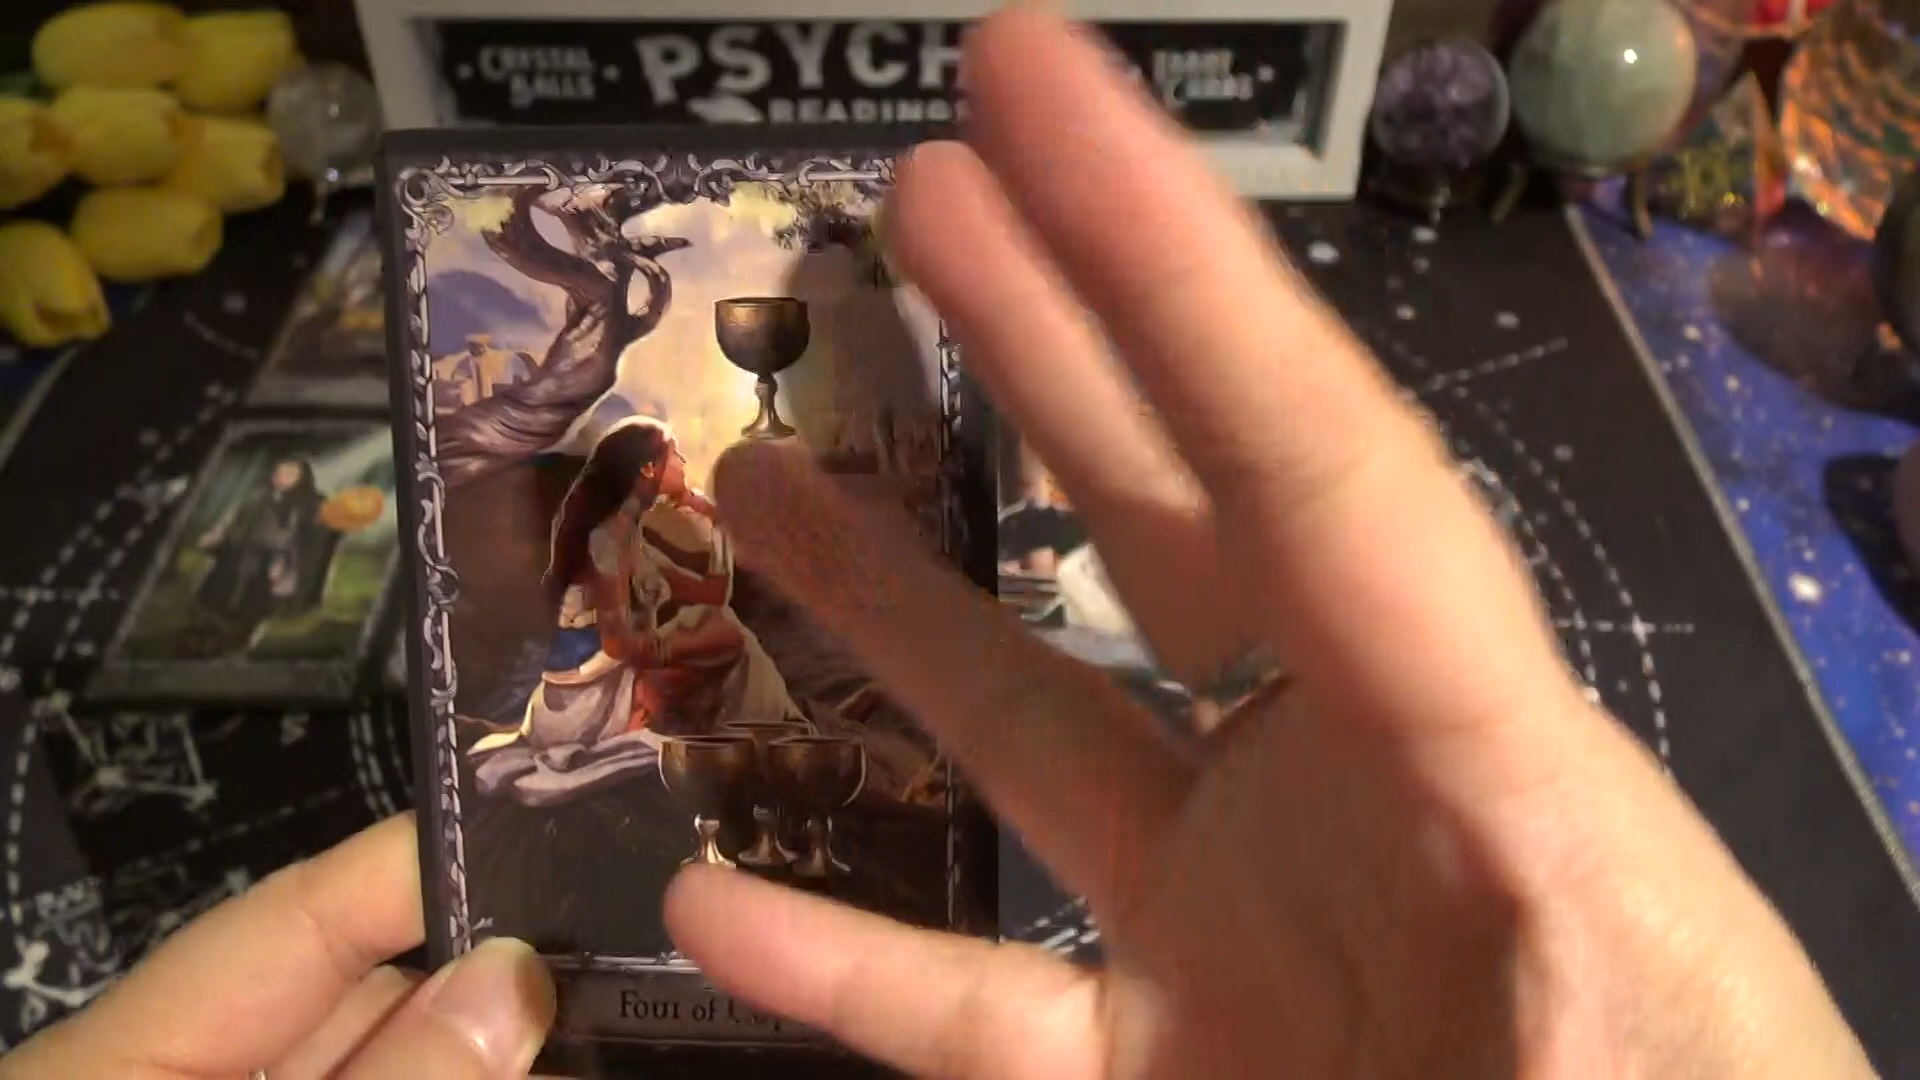 CRYSTAL
BALLS
PSYCH
READINGS
TAROT
CARDS
Four of